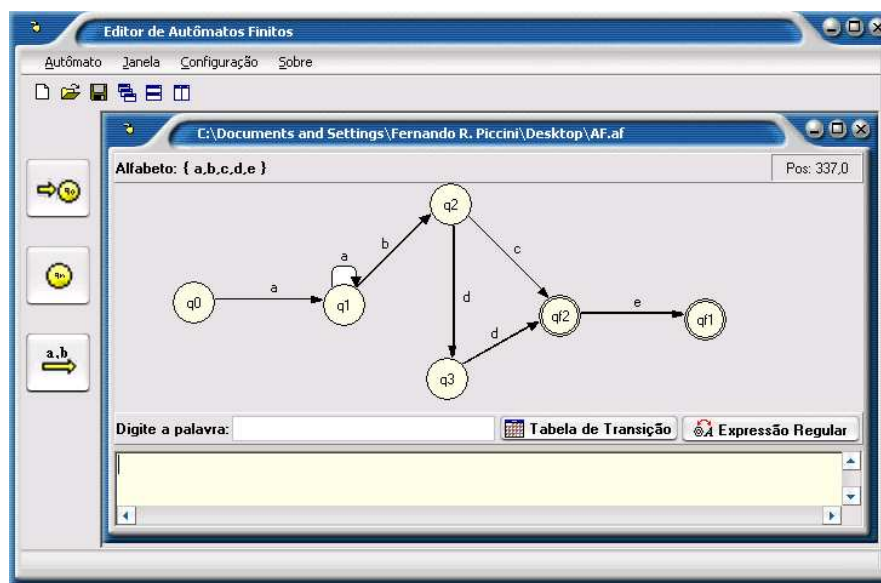 Editor de Autômatos Finitos
Autômato Janela Configuração Sobre
C:\Documents and Settings\Fernando R. Piccini\Desktop\AF.af
Alfabeto: { a,b,c,d,e }
Pos: 337,0
q0
a
q1
a
b
q2
c
d
q3
d
qf2
e
qf1
a,b
Digite a palavra:
Tabela de Transição
Expressão Regular